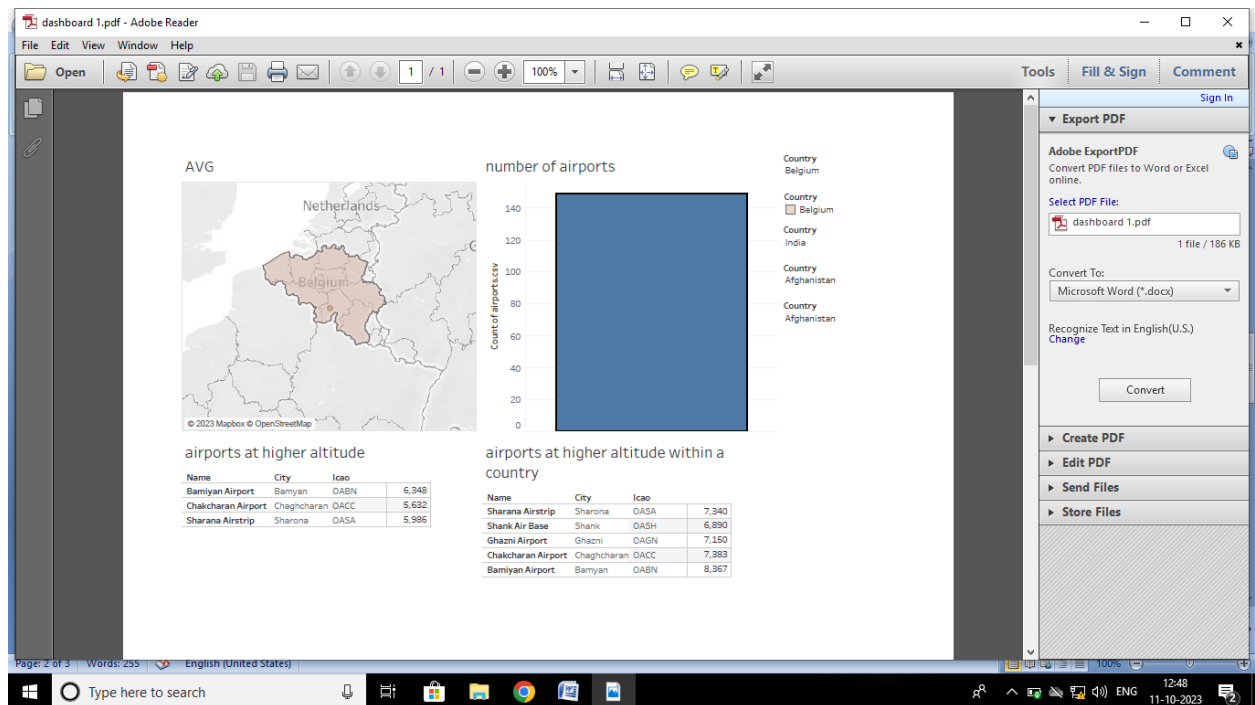 dashboard 1.pdf - Adobe Reader
File Edit View Window Help
Open 1 / 1 100% Tools Fill & Sign Comment
Sign In
AVG
Netherlands
Belgium
© 2023 Mapbox © OpenStreetMap
number of airports
Count of airports.csv
140
120
100
80
60
40
20
0
Country
Belgium
Country
Belgium
Country
India
Country
Afghanistan
Country
Afghanistan
airports at higher altitude
Name City Icao
Bamiyan Airport Bamyan OABN 6,348
Chakcharan Airport Chaghcharan OACC 5,632
Sharana Airstrip Sharona OASA 5,986
airports at higher altitude within a
country
Name City Icao
Sharana Airstrip Sharona OASA 7,340
Shank Air Base Shank OASH 6,890
Ghazni Airport Ghazni OAGN 7,150
Chakcharan Airport Chaghcharan OACC 7,383
Bamiyan Airport Bamyan OABN 8,367
Export PDF
Adobe ExportPDF
Convert PDF files to Word or Excel
online.
Select PDF File:
dashboard 1.pdf
1 file / 186 KB
Convert To:
Microsoft Word (*.docx)
Recognize Text in English(U.S.)
Change
Convert
Create PDF
Edit PDF
Send Files
Store Files
Page: 2 of 3 Words: 255 English (United States) 100%
Type here to search ENG 12:48
11-10-2023 2